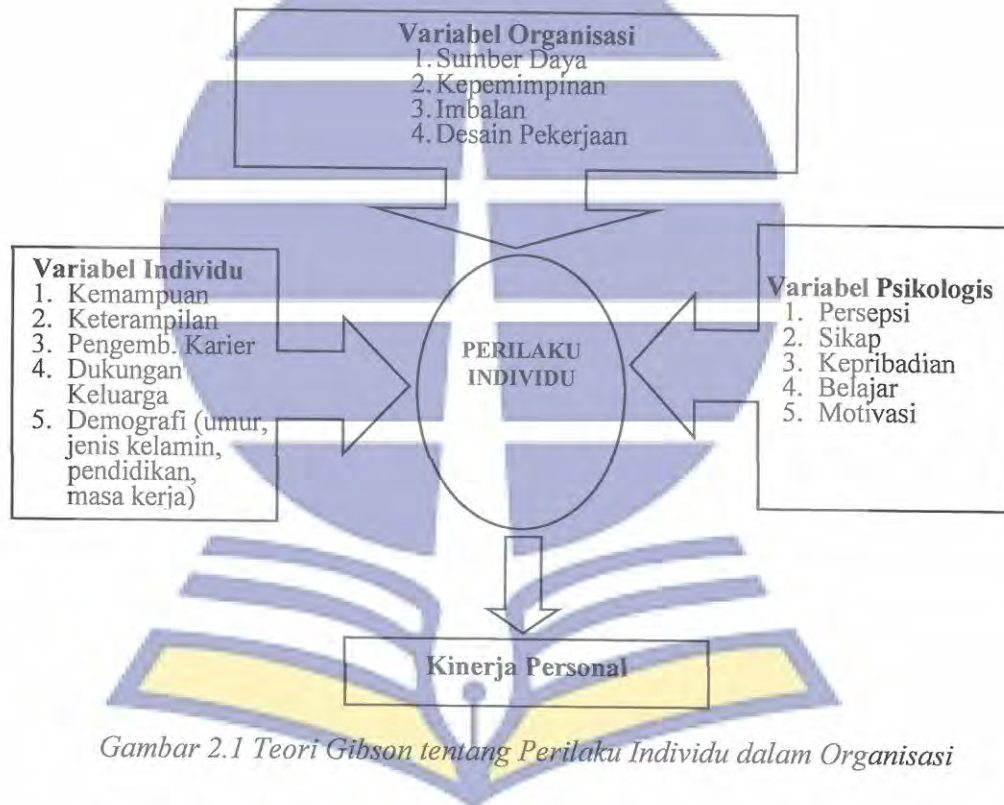 Variabel Organisasi
1. Sumber Daya
2. Kepemimpinan
3. Imbalan
4. Desain Pekerjaan
Variabel Individu
1. Kemampuan
2. Keterampilan
3. Pengemb. Karier
4. Dukungan
Keluarga
5. Demografi (umur,
jenis kelamin,
pendidikan,
masa kerja)
PERILAKU
INDIVIDU
Variabel Psikologis
1. Persepsi
2. Sikap
3. Kepribadian
4. Belajar
5. Motivasi
Kinerja Personal
Gambar 2.1 Teori Gibson tentang Perilaku Individu dalam Organisasi